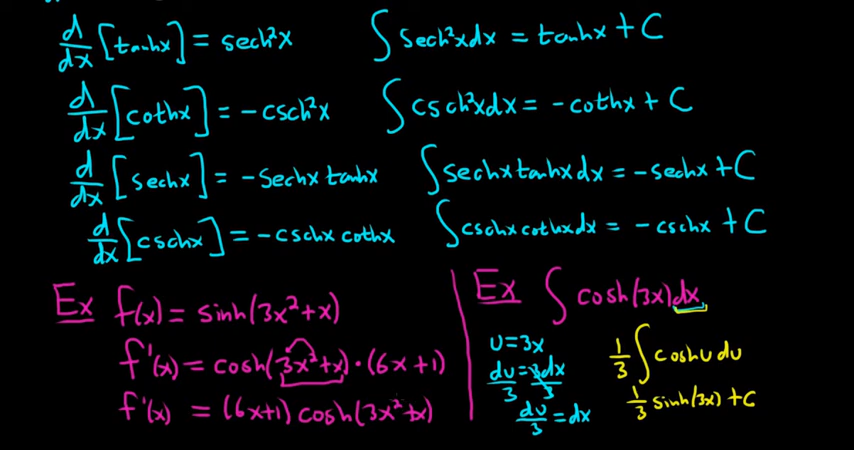 d/dx [tanhx] = sech²x ∫ sech²x dx = tanhx + C
d/dx [cothx] = -csch²x ∫ csch²x dx = -cothx + C
d/dx [sechx] = -sechx tanhx ∫ sechx tanhx dx = -sechx + C
d/dx [cschx] = -cschx cothx ∫ cschx cothx dx = -cschx + C
Ex f(x) = sinh(3x²+x)
f'(x) = cosh(3x²+x)·(6x+1)
f'(x) = (6x+1) cosh(3x²+x)
Ex ∫ cosh(3x)dx
u = 3x
du/3 = 3dx/3
du/3 = dx
1/3 ∫ coshu du
1/3 sinh(3x) + C